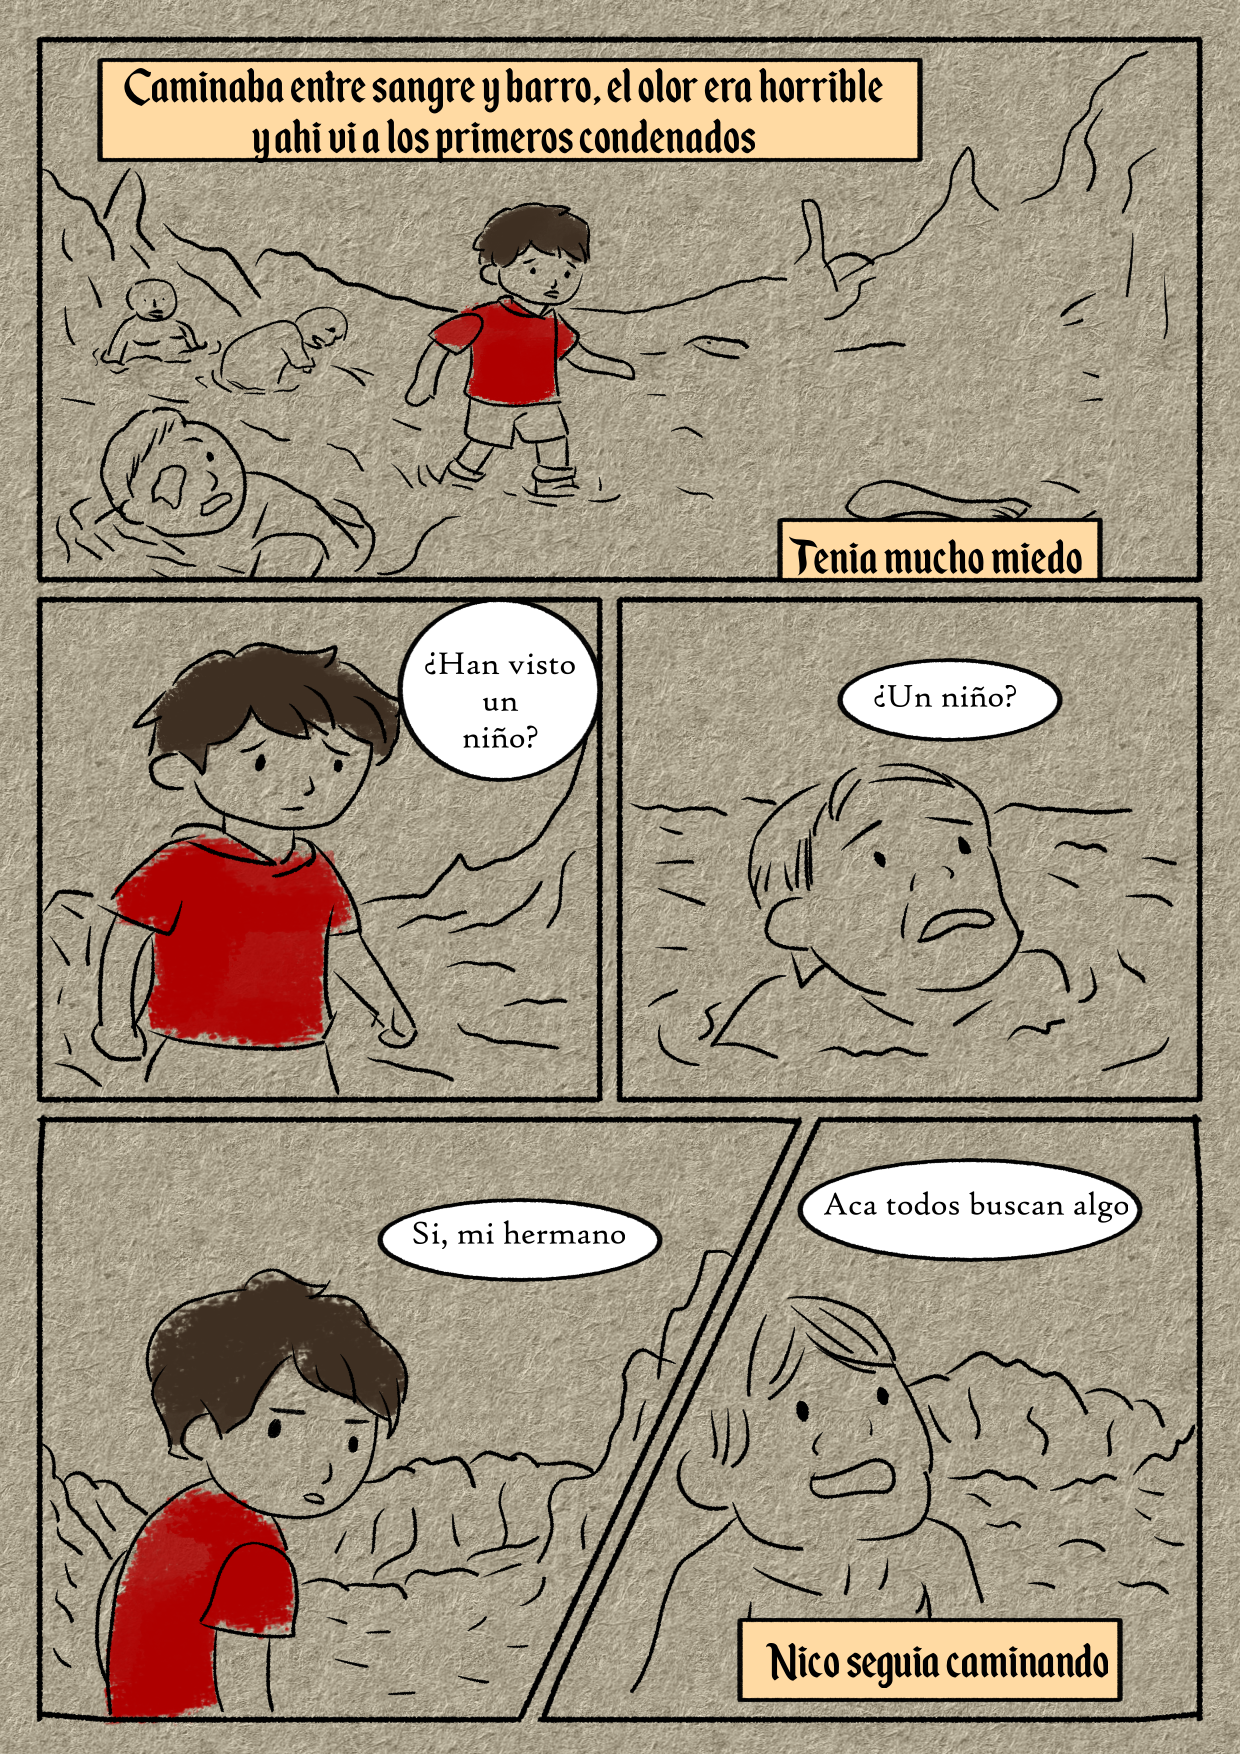 Caminaba entre sangre y barro, el olor era horrible
y ahi vi a los primeros condenados
Tenia mucho miedo
¿Han visto
un
niño?
¿Un niño?
Si, mi hermano
Aca todos buscan algo
Nico seguia caminando